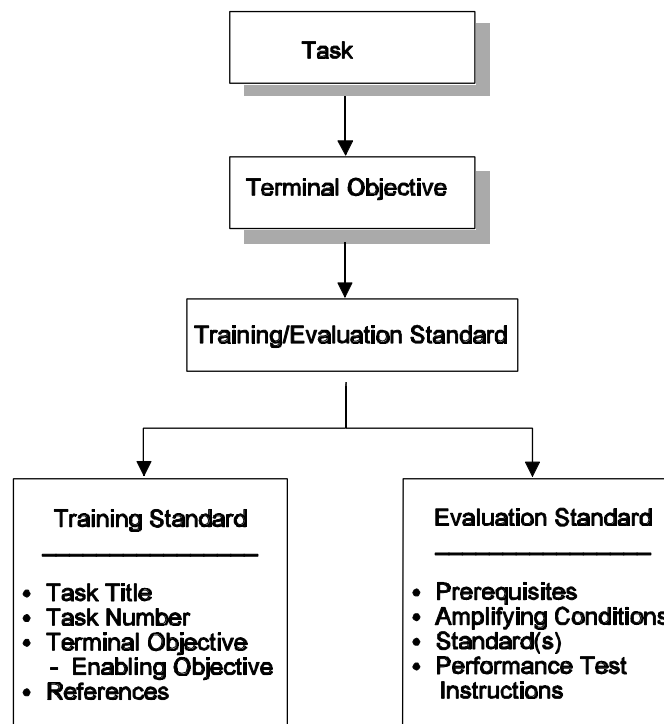 Task
Terminal Objective
Training/Evaluation Standard
Training Standard
• Task Title
• Task Number
• Terminal Objective
- Enabling Objective
• References
Evaluation Standard
• Prerequisites
• Amplifying Conditions
• Standard(s)
• Performance Test
Instructions